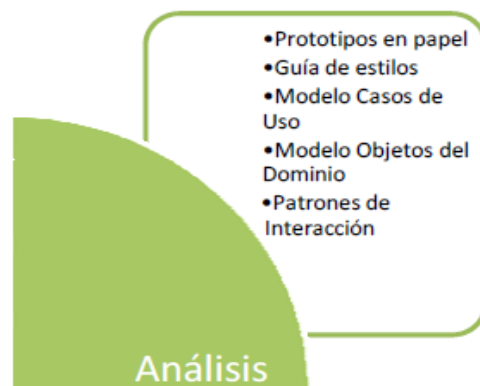 •Prototipos en papel
•Guía de estilos
•Modelo Casos de
Uso
•Modelo Objetos del
Dominio
•Patrones de
Interacción
Análisis